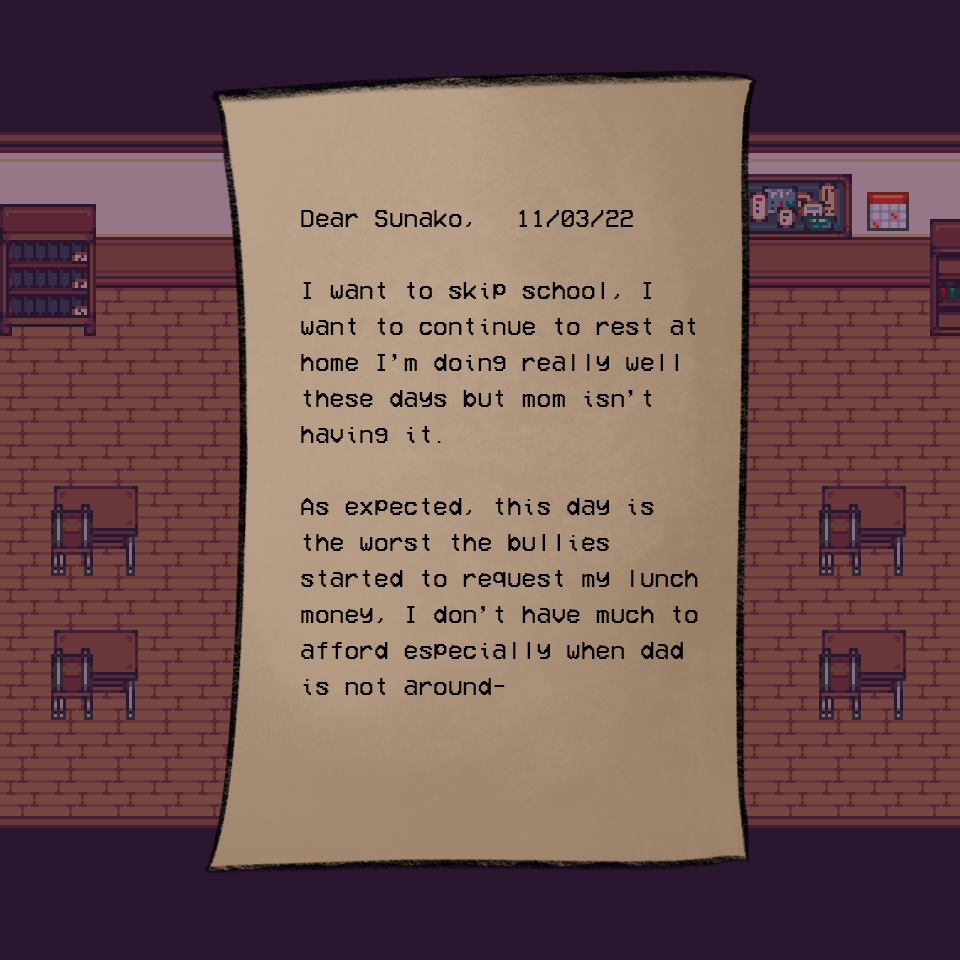 Dear Sunako, 11/03/22
I want to skip school, I
want to continue to rest at
home I'm doing really well
these days but mom isn't
having it.
As expected, this day is
the worst the bullies
started to request my lunch
money, I don't have much to
afford especially when dad
is not around-